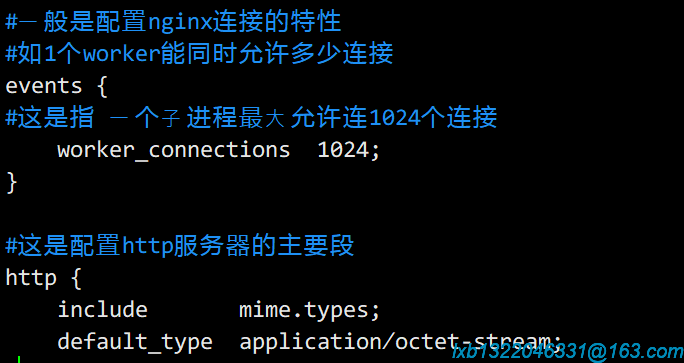 #一般是配置nginx连接的特性
#如1个worker能同时允许多少连接
events {
#这是指 一个子进程最大允许连1024个连接
    worker_connections  1024;
}
#这是配置http服务器的主要段
http {
    include       mime.types;
    default_type  application/octet-stream;
lxb1322046331@163.com